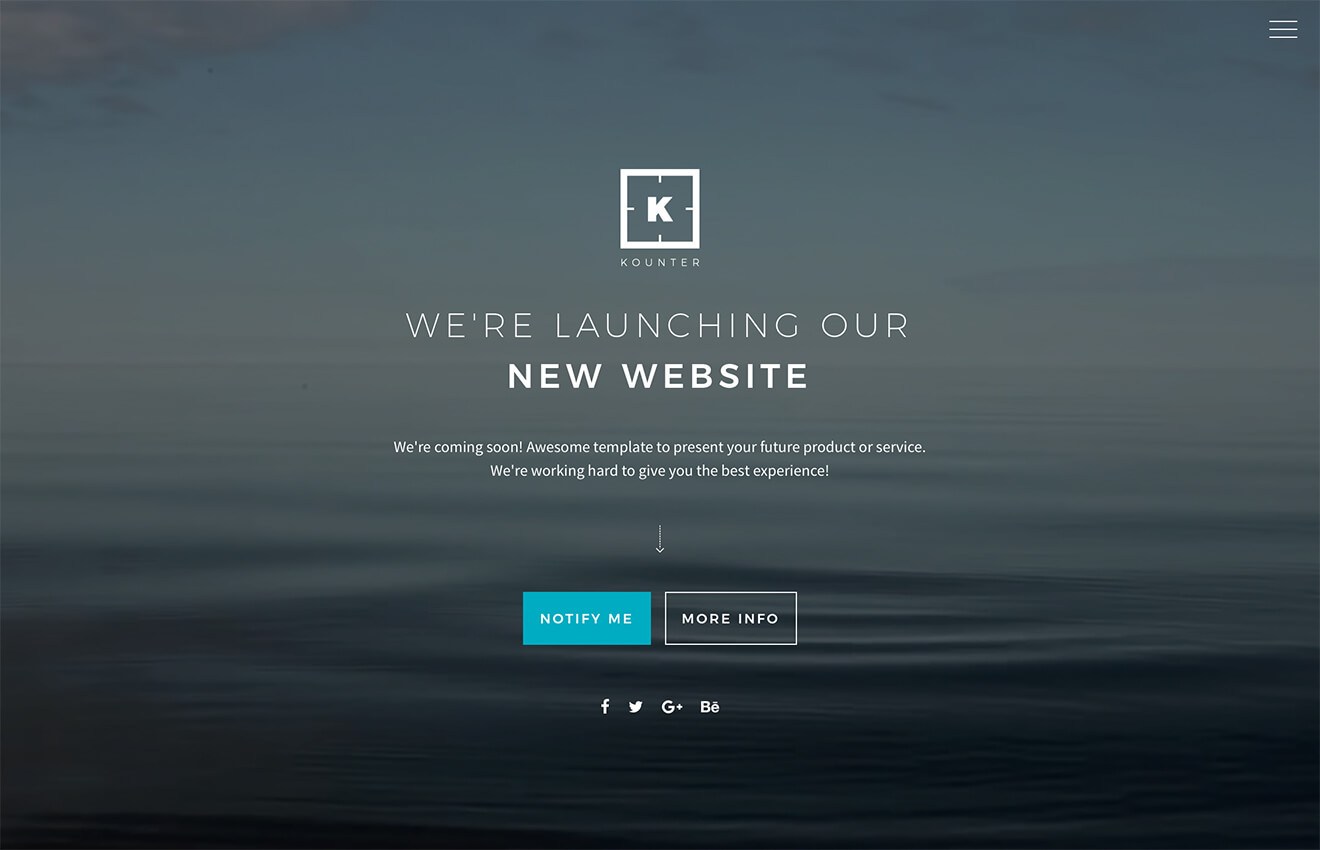 K
KOUNTER
WE'RE LAUNCHING OUR
NEW WEBSITE
We're coming soon! Awesome template to present your future product or service.
We're working hard to give you the best experience!
NOTIFY ME MORE INFO
f G+ Bē